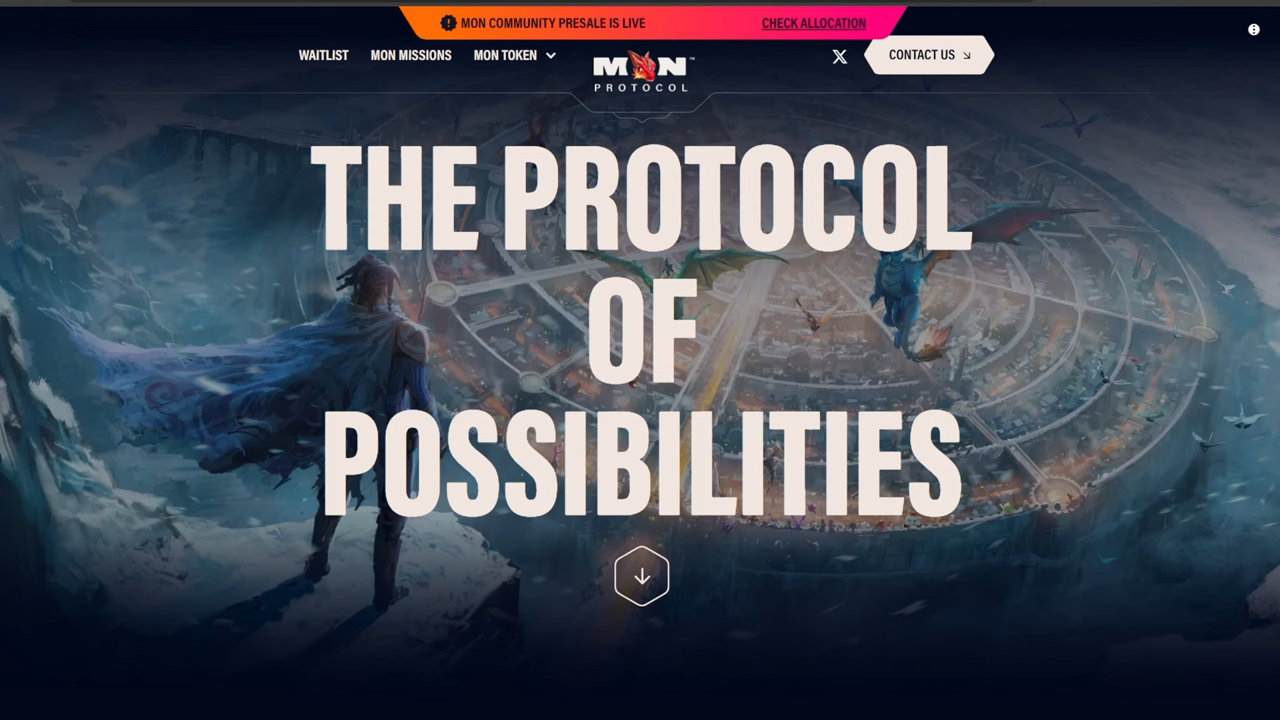 MON COMMUNITY PRESALE IS LIVE CHECK ALLOCATION
WAITLIST MON MISSIONS MON TOKEN CONTACT US
MON™
PROTOCOL
THE PROTOCOL
OF
POSSIBILITIES